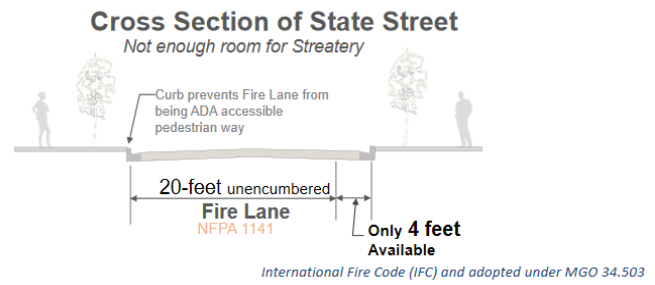 Cross Section of State Street
Not enough room for Streatery
Curb prevents Fire Lane from
being ADA accessible
pedestrian way
20-feet unencumbered
Fire Lane
NFPA 1141
Only 4 feet
Available
International Fire Code (IFC) and adopted under MGO 34.503